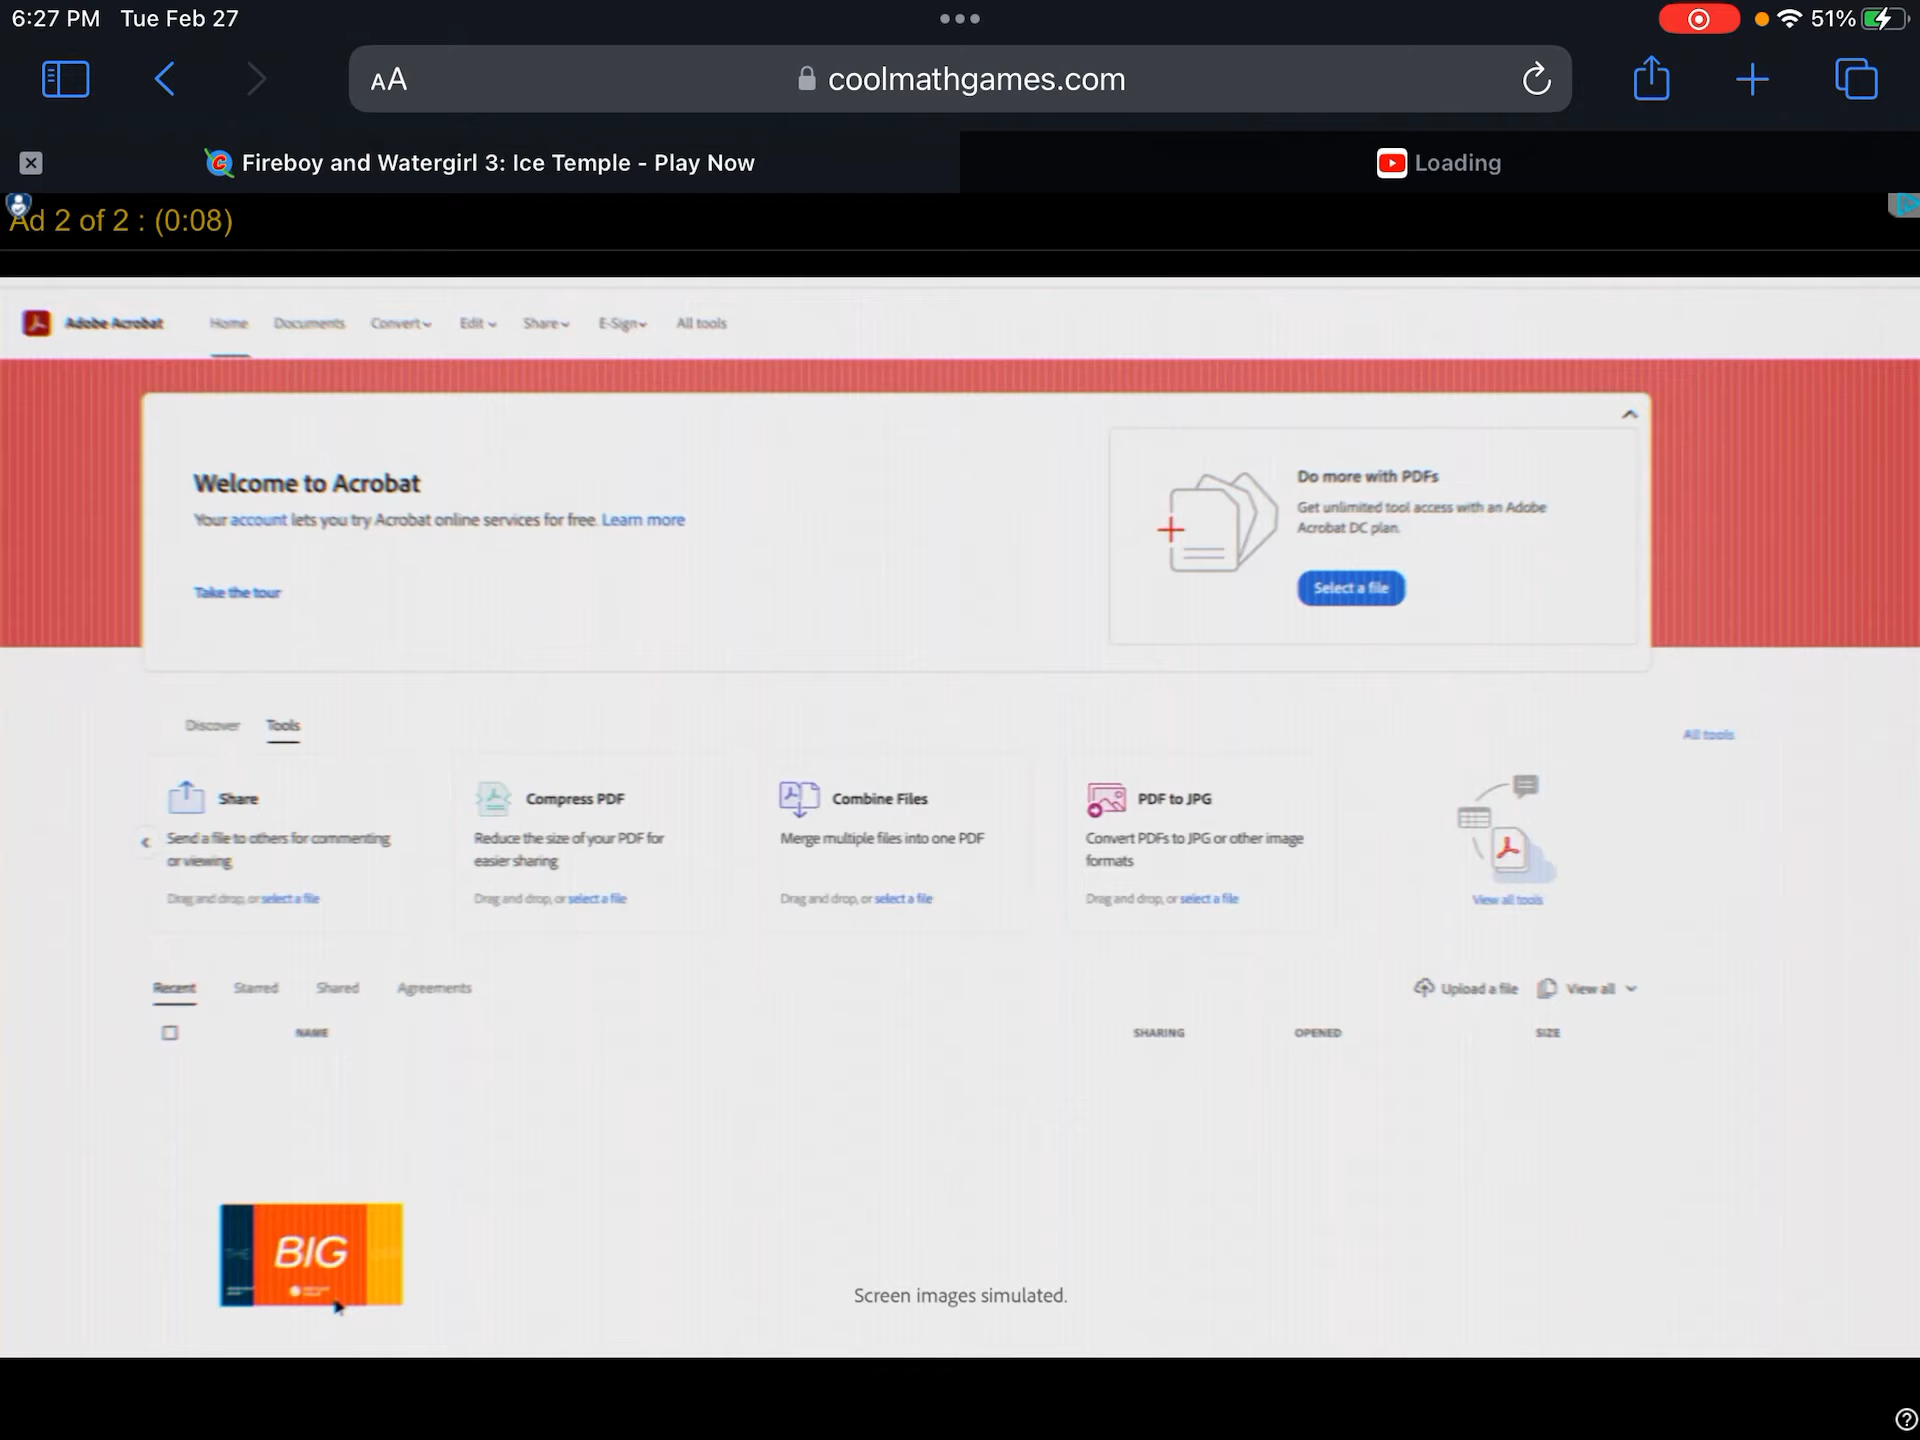 6:27 PM Tue Feb 27
51%
AA
coolmathgames.com
Fireboy and Watergirl 3: Ice Temple - Play Now
Loading
Ad 2 of 2 : (0:08)
Adobe Acrobat
Home Documents Convert Edit Share E-Sign All tools
Welcome to Acrobat
Your account lets you try Acrobat online services for free. Learn more
Take the tour
Do more with PDFs
Get unlimited tool access with an Adobe
Acrobat DC plan.
Select a file
Discover Tools
All tools
Share
Send a file to others for commenting
or viewing
Drag and drop, or select a file
Compress PDF
Reduce the size of your PDF for
easier sharing
Drag and drop, or select a file
Combine Files
Merge multiple files into one PDF
Drag and drop, or select a file
PDF to JPG
Convert PDFs to JPG or other image
formats
Drag and drop, or select a file
View all tools
Recent Starred Shared Agreements
Upload a file View all
NAME SHARING OPENED SIZE
BIG
Screen images simulated.